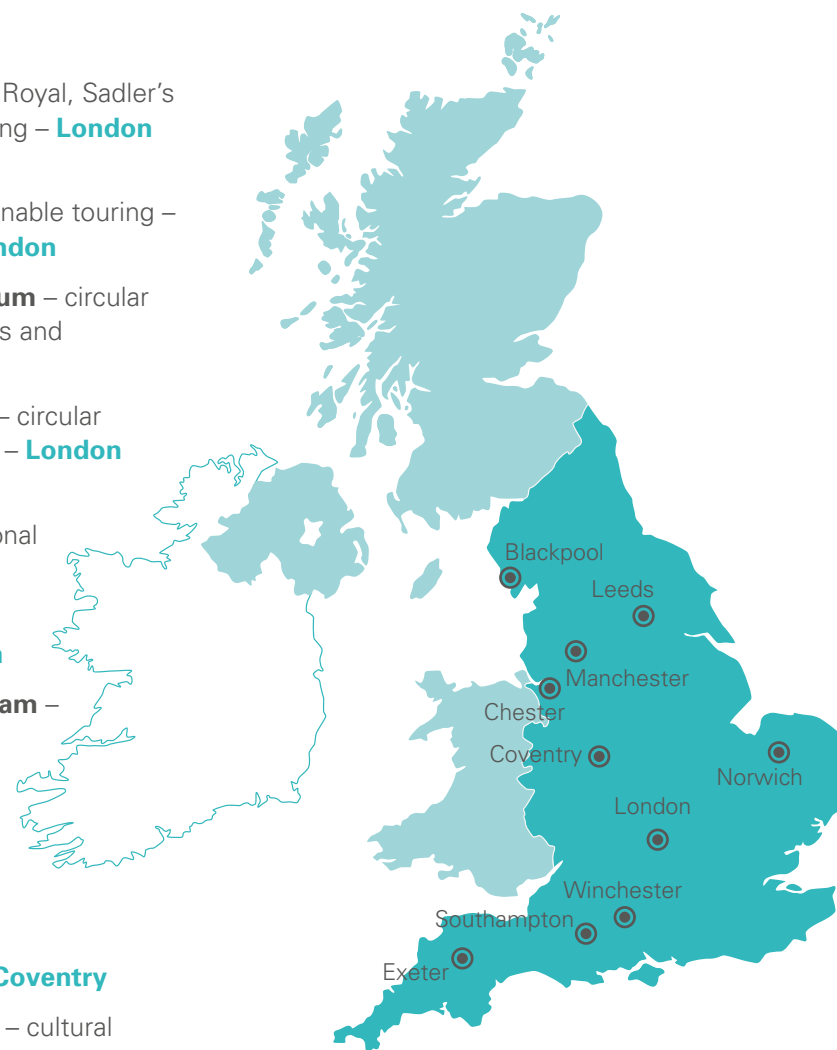 Royal, Sadler’s
ng – London
nable touring –
ndon
um – circular
s and
– circular
– London
onal
n
am –
Coventry
– cultural
Blackpool
Leeds
Manchester
Chester
Coventry
Norwich
London
Winchester
Southampton
Exeter